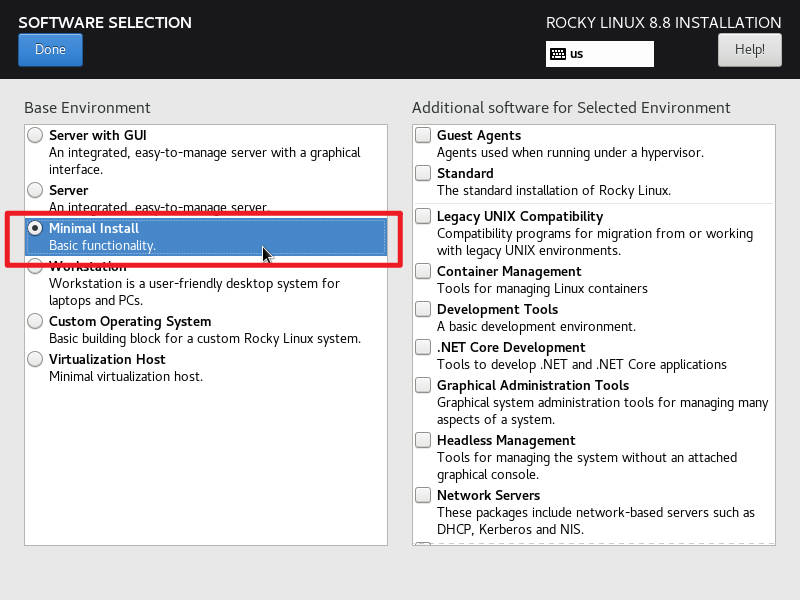 SOFTWARE SELECTION
Done
ROCKY LINUX 8.8 INSTALLATION
us
Help!
Base Environment
Server with GUI
An integrated, easy-to-manage server with a graphical
interface.
Server
An integrated, easy-to-manage server.
Minimal Install
Basic functionality.
Workstation
Workstation is a user-friendly desktop system for
laptops and PCs.
Custom Operating System
Basic building block for a custom Rocky Linux system.
Virtualization Host
Minimal virtualization host.
Additional software for Selected Environment
Guest Agents
Agents used when running under a hypervisor.
Standard
The standard installation of Rocky Linux.
Legacy UNIX Compatibility
Compatibility programs for migration from or working
with legacy UNIX environments.
Container Management
Tools for managing Linux containers
Development Tools
A basic development environment.
.NET Core Development
Tools to develop .NET and .NET Core applications
Graphical Administration Tools
Graphical system administration tools for managing many
aspects of a system.
Headless Management
Tools for managing the system without an attached
graphical console.
Network Servers
These packages include network-based servers such as
DHCP, Kerberos and NIS.